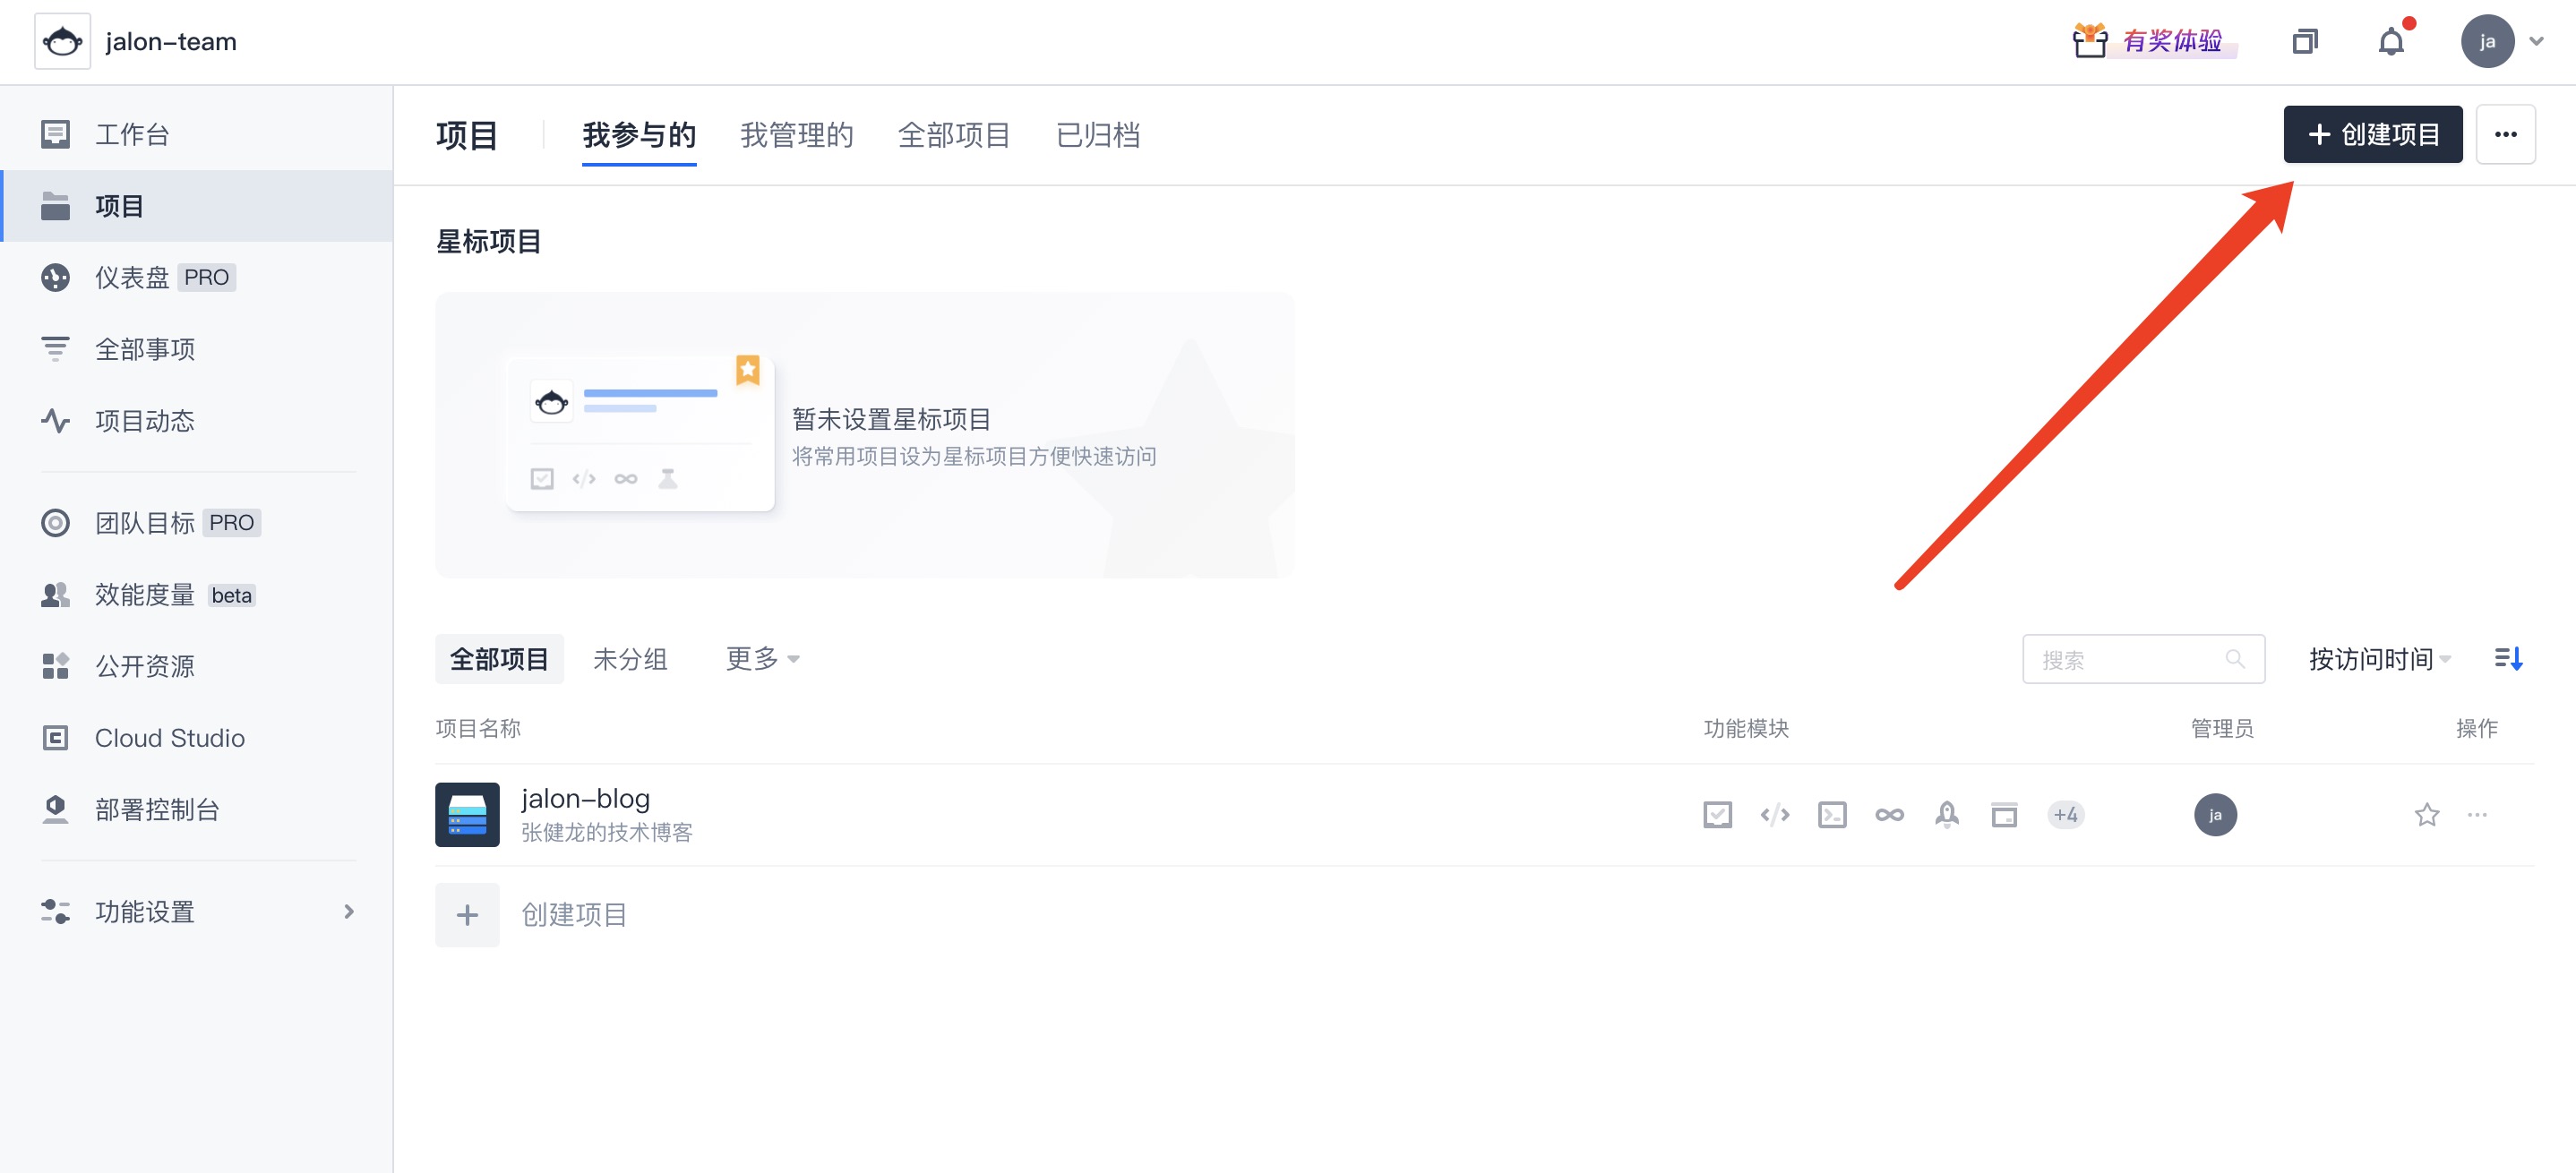 jalon-team
有奖体验
ja
工作台
项目
仪表盘 PRO
全部事项
项目动态
团队目标 PRO
效能度量 beta
公开资源
Cloud Studio
部署控制台
功能设置
项目 我参与的 我管理的 全部项目 已归档
+ 创建项目
星标项目
暂未设置星标项目
将常用项目设为星标项目方便快速访问
全部项目 未分组 更多
搜索
按访问时间
项目名称 功能模块 管理员 操作
jalon-blog
张健龙的技术博客
+4
ja
创建项目